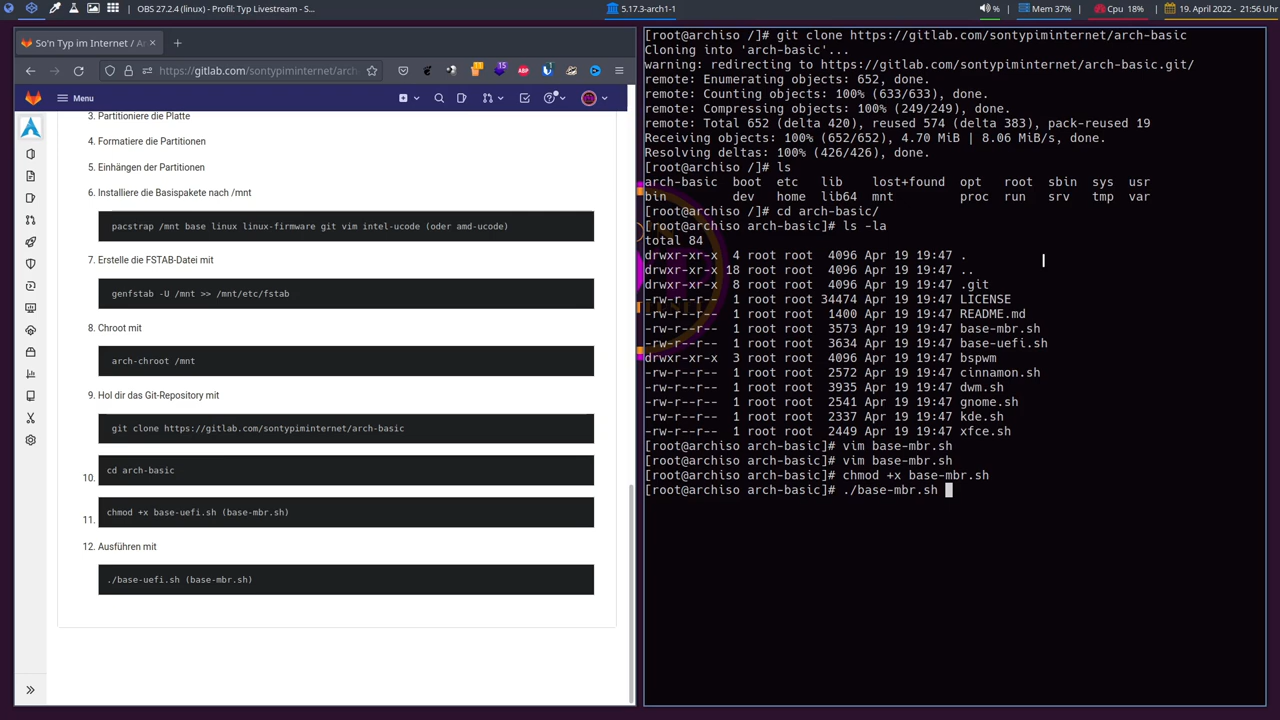 OBS 27.2.4 (linux) - Profil: Typ Livestream - S...
5.17.3-arch1-1
%
Mem 37%
Cpu 18%
19. April 2022 - 21:56 Uhr
So'n Typ im Internet / A
https://gitlab.com/sontypiminternet/arch
15
ABP
Menu
3. Partitioniere die Platte
4. Formatiere die Partitionen
5. Einhängen der Partitionen
6. Installiere die Basispakete nach /mnt
pacstrap /mnt base linux linux-firmware git vim intel-ucode (oder amd-ucode)
7. Erstelle die FSTAB-Datei mit
genfstab -U /mnt >> /mnt/etc/fstab
8. Chroot mit
arch-chroot /mnt
9. Hol dir das Git-Repository mit
git clone https://gitlab.com/sontypiminternet/arch-basic
10. cd arch-basic
11. chmod +x base-uefi.sh (base-mbr.sh)
12. Ausführen mit
./base-uefi.sh (base-mbr.sh)
[root@archiso /]# git clone https://gitlab.com/sontypiminternet/arch-basic
Cloning into 'arch-basic'...
warning: redirecting to https://gitlab.com/sontypiminternet/arch-basic.git/
remote: Enumerating objects: 652, done.
remote: Counting objects: 100% (633/633), done.
remote: Compressing objects: 100% (249/249), done.
remote: Total 652 (delta 420), reused 574 (delta 383), pack-reused 19
Receiving objects: 100% (652/652), 4.70 MiB | 8.06 MiB/s, done.
Resolving deltas: 100% (426/426), done.
[root@archiso /]# ls
arch-basic boot etc lib lost+found opt root sbin sys usr
bin dev home lib64 mnt proc run srv tmp var
[root@archiso /]# cd arch-basic/
[root@archiso arch-basic]# ls -la
total 84
drwxr-xr-x 4 root root 4096 Apr 19 19:47 .
drwxr-xr-x 18 root root 4096 Apr 19 19:47 ..
drwxr-xr-x 8 root root 4096 Apr 19 19:47 .git
-rw-r--r-- 1 root root 34474 Apr 19 19:47 LICENSE
-rw-r--r-- 1 root root 1400 Apr 19 19:47 README.md
-rw-r--r-- 1 root root 3573 Apr 19 19:47 base-mbr.sh
-rw-r--r-- 1 root root 3634 Apr 19 19:47 base-uefi.sh
drwxr-xr-x 3 root root 4096 Apr 19 19:47 bspwm
-rw-r--r-- 1 root root 2572 Apr 19 19:47 cinnamon.sh
-rw-r--r-- 1 root root 3935 Apr 19 19:47 dwm.sh
-rw-r--r-- 1 root root 2541 Apr 19 19:47 gnome.sh
-rw-r--r-- 1 root root 2337 Apr 19 19:47 kde.sh
-rw-r--r-- 1 root root 2449 Apr 19 19:47 xfce.sh
[root@archiso arch-basic]# vim base-mbr.sh
[root@archiso arch-basic]# vim base-mbr.sh
[root@archiso arch-basic]# chmod +x base-mbr.sh
[root@archiso arch-basic]# ./base-mbr.sh